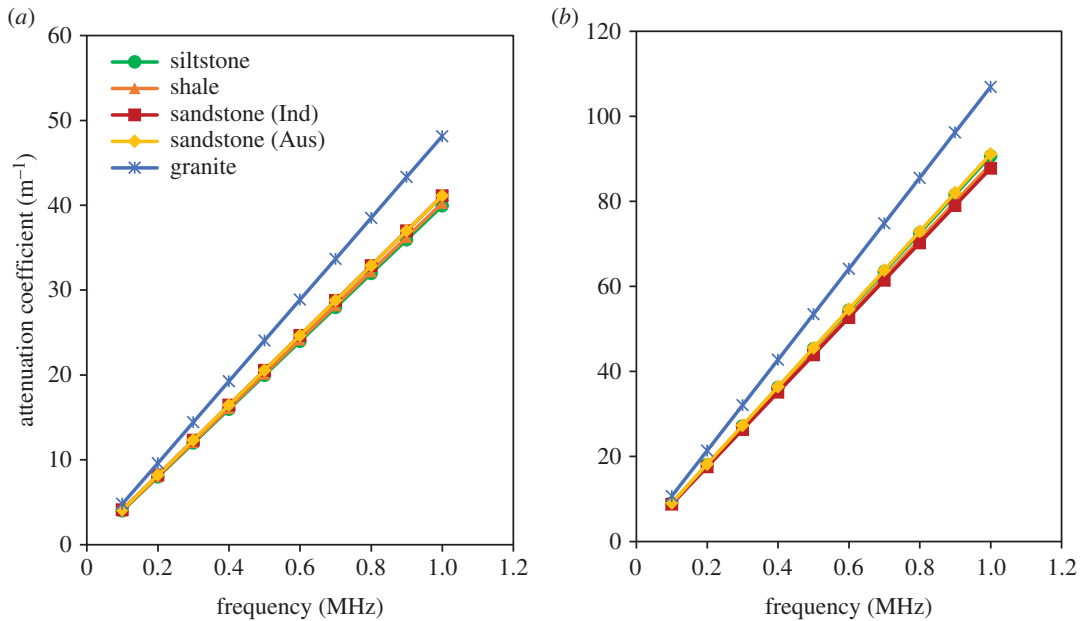 (a)
60
50
40
30
20
10
0
attenuation coefficient (m⁻¹)
siltstone
shale
sandstone (Ind)
sandstone (Aus)
granite
0 0.2 0.4 0.6 0.8 1.0 1.2
frequency (MHz)
(b)
120
100
80
60
40
20
0
0 0.2 0.4 0.6 0.8 1.0 1.2
frequency (MHz)